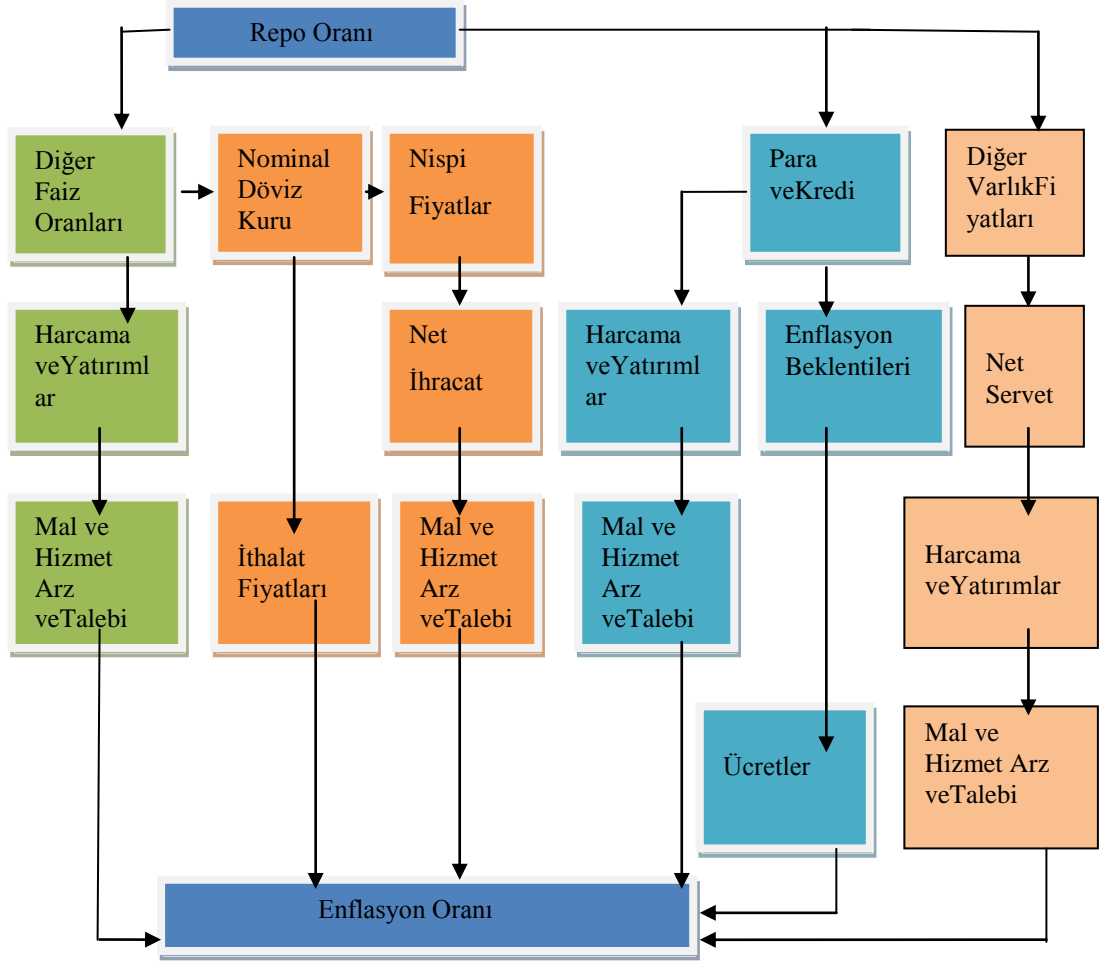 Repo Oranı
Diğer
Faiz
Oranları
Nominal
Döviz
Kuru
Nispi
Fiyatlar
Para
veKredi
Diğer
VarlıkFi
yatları
Harcama
veYatırıml
ar
Net
İhracat
Harcama
veYatırıml
ar
Enflasyon
Beklentileri
Net
Servet
Mal ve
Hizmet
Arz
veTalebi
İthalat
Fiyatları
Mal ve
Hizmet
Arz
veTalebi
Mal ve
Hizmet
Arz
veTalebi
Harcama
veYatırımlar
Ücretler
Mal ve
Hizmet Arz
veTalebi
Enflasyon Oranı